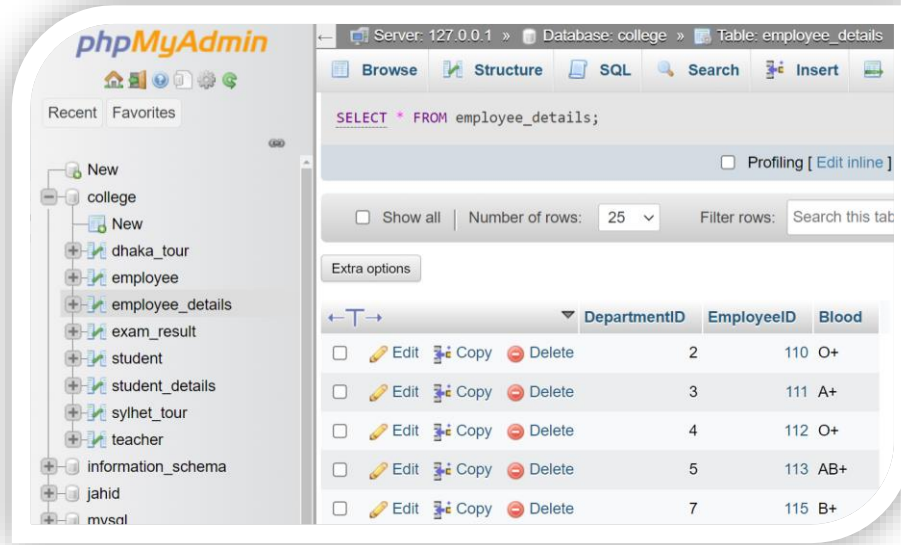 phpMyAdmin
Recent Favorites
New
college
New
dhaka_tour
employee
employee_details
exam_result
student
student_details
sylhet_tour
teacher
information_schema
jahid
mysql
Server: 127.0.0.1 » Database: college » Table: employee_details
Browse Structure SQL Search Insert
SELECT * FROM employee_details;
Profiling [ Edit inline ]
Show all | Number of rows: 25 Filter rows: Search this tab
Extra options
←T→ DepartmentID EmployeeID Blood
Edit Copy Delete 2 110 O+
Edit Copy Delete 3 111 A+
Edit Copy Delete 4 112 O+
Edit Copy Delete 5 113 AB+
Edit Copy Delete 7 115 B+